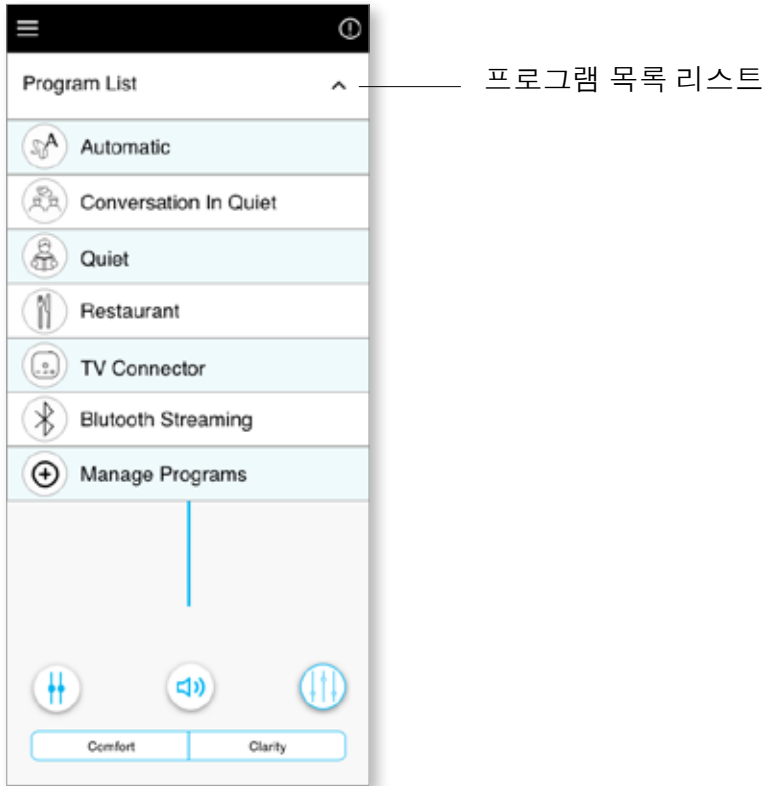 Program List
프로그램 목록 리스트
A Automatic
Conversation In Quiet
Quiet
Restaurant
TV Connector
Blutooth Streaming
Manage Programs
Comfort Clarity